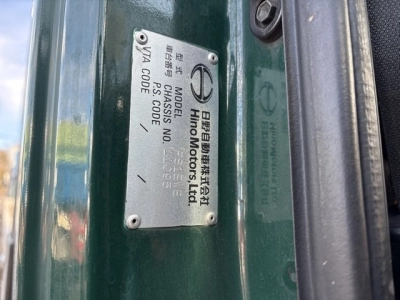 日野自動車株式会社
HinoMotors,Ltd.
型式 MODEL
車台番号 CHASSIS NO.
P.S. CODE /
VTA CODE /